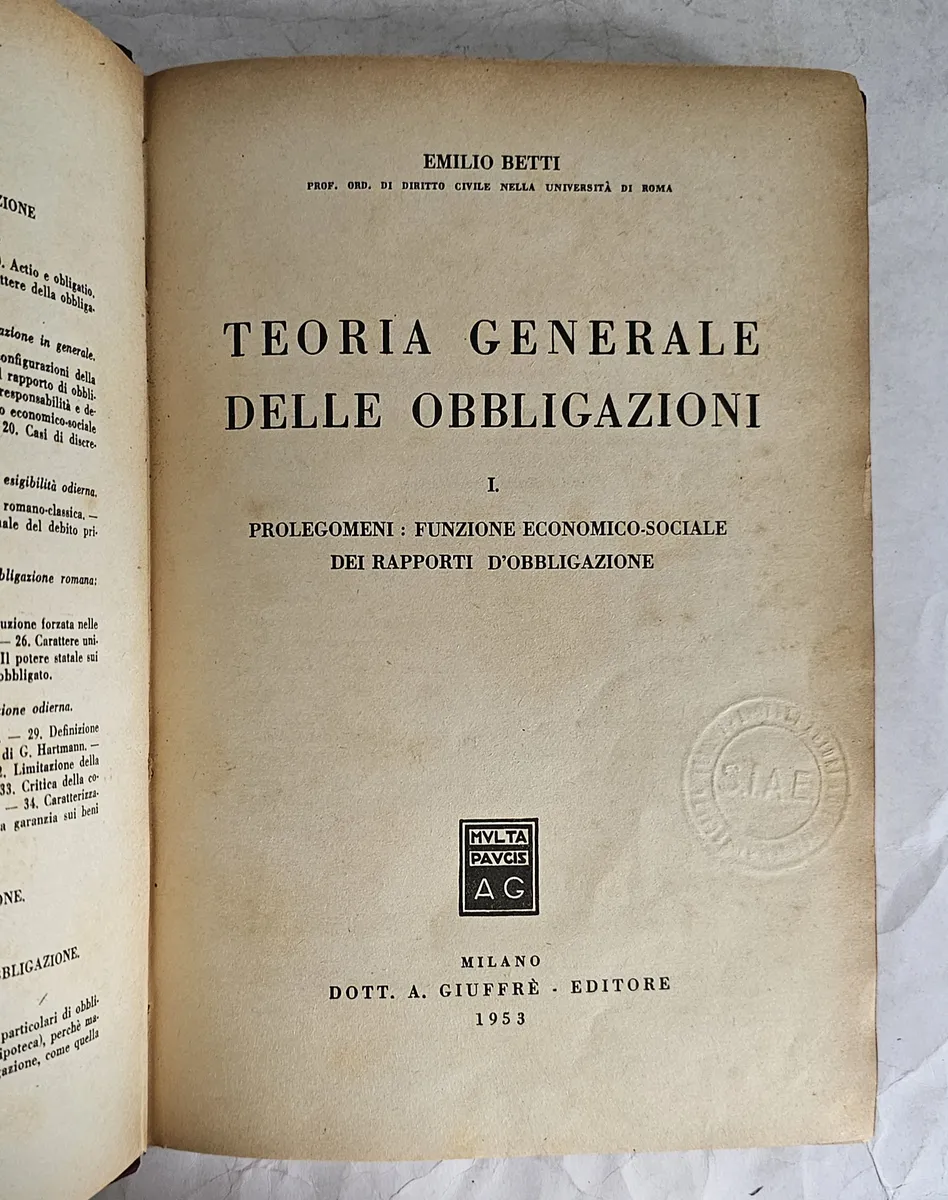 ZIONE
. Actio e obligatio.
ttere della obbliga-
azione in generale.
onfigurazioni della
l rapporto di obbli-
responsabilità e de-
o economico-sociale
20. Casi di discre-
esigibilità odierna.
romano-classica. —
ale del debito pri-
bbligazione romana:
uzione forzata nelle
— 26. Carattere uni-
Il potere statale sui
obbligato.
zione odierna.
. — 29. Definizione
di G. Hartmann. —
2. Limitazione della
33. Critica della co-
— 34. Caratterizza-
a garanzia sui beni
ONE.
BBLIGAZIONE.
particolari di obbli-
ipoteca), perchè ma-
gazione, come quella
EMILIO BETTI
PROF. ORD. DI DIRITTO CIVILE NELLA UNIVERSITÀ DI ROMA
TEORIA GENERALE
DELLE OBBLIGAZIONI
I.
PROLEGOMENI : FUNZIONE ECONOMICO-SOCIALE
DEI RAPPORTI D'OBBLIGAZIONE
S.I.A.E
MVLTA
PAVCIS
AG
MILANO
DOTT. A. GIUFFRÈ - EDITORE
1953